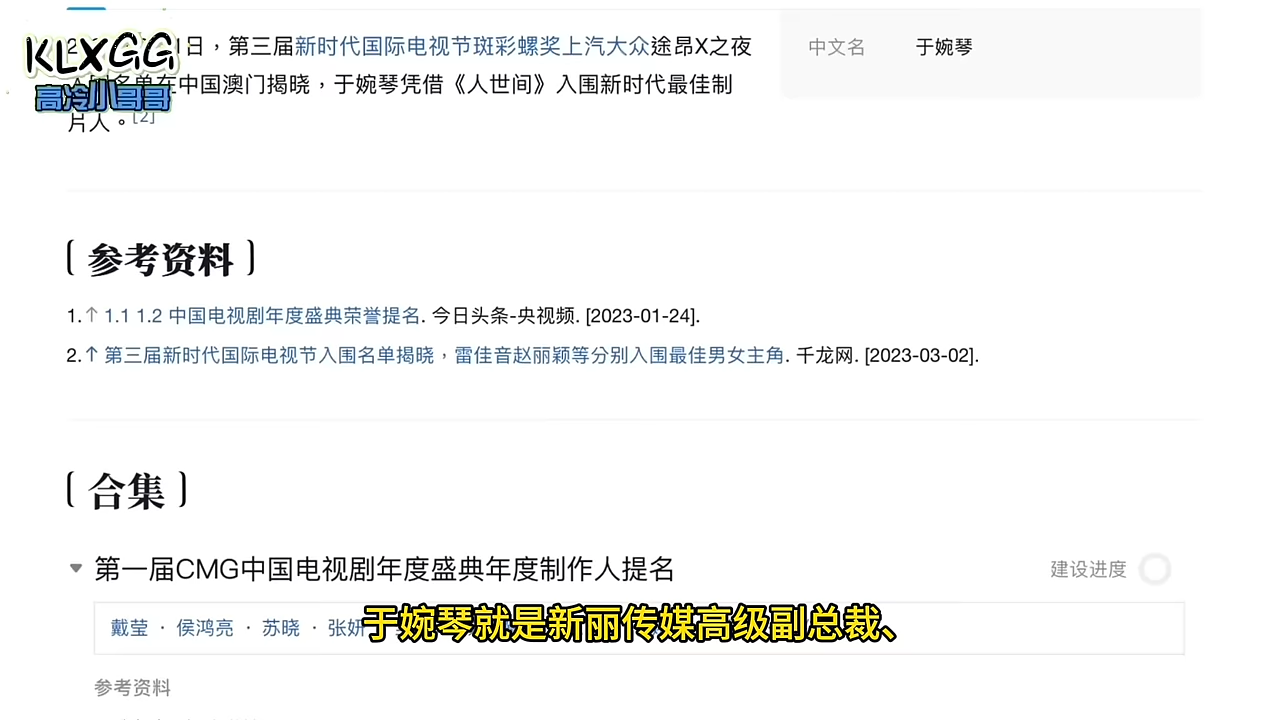 KLXGG
高冷小哥哥
日，第三届新时代国际电视节斑彩螺奖上汽大众途昂X之夜
在中国澳门揭晓，于婉琴凭借《人世间》入围新时代最佳制
片人。[2]
中文名 于婉琴
〔参考资料〕
1.↑ 1.1 1.2 中国电视剧年度盛典荣誉提名. 今日头条-央视频. [2023-01-24].
2.↑ 第三届新时代国际电视节入围名单揭晓，雷佳音赵丽颖等分别入围最佳男女主角. 千龙网. [2023-03-02].
〔合集〕
第一届CMG中国电视剧年度盛典年度制作人提名
建设进度
戴莹 · 侯鸿亮 · 苏晓 · 张妍
于婉琴就是新丽传媒高级副总裁、
参考资料